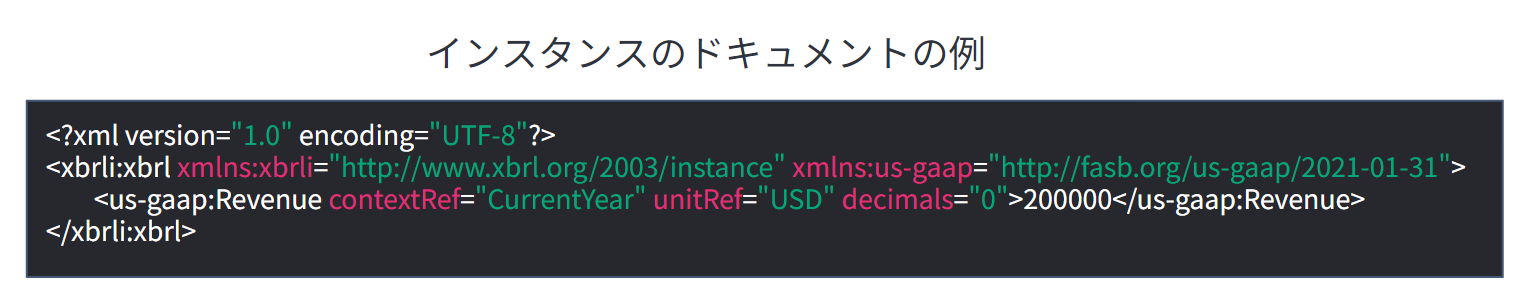 インスタンスのドキュメントの例
<?xml version="1.0" encoding="UTF-8"?>
<xbrli:xbrl xmlns:xbrli="http://www.xbrl.org/2003/instance" xmlns:us-gaap="http://fasb.org/us-gaap/2021-01-31">
<us-gaap:Revenue contextRef="CurrentYear" unitRef="USD" decimals="0">200000</us-gaap:Revenue>
</xbrli:xbrl>